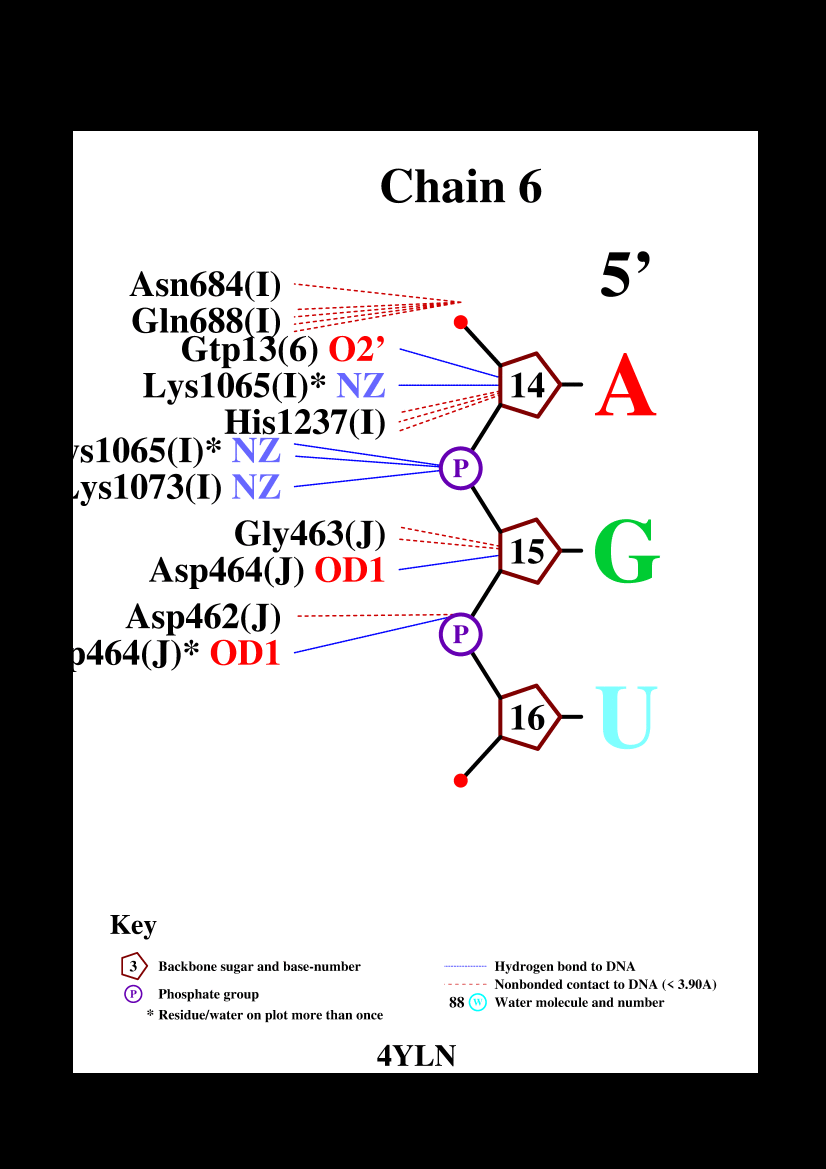 Chain 6
5’
Asn684(I)
Gln688(I)
Gtp13(6) O2’
Lys1065(I)* NZ
14 A
His1237(I)
ys1065(I)* NZ
P
Lys1073(I) NZ
Gly463(J)
15 G
Asp464(J) OD1
Asp462(J)
P
p464(J)* OD1
16 U
Key
3 Backbone sugar and base-number
P Phosphate group
* Residue/water on plot more than once
Hydrogen bond to DNA
Nonbonded contact to DNA (< 3.90A)
88 W Water molecule and number
4YLN